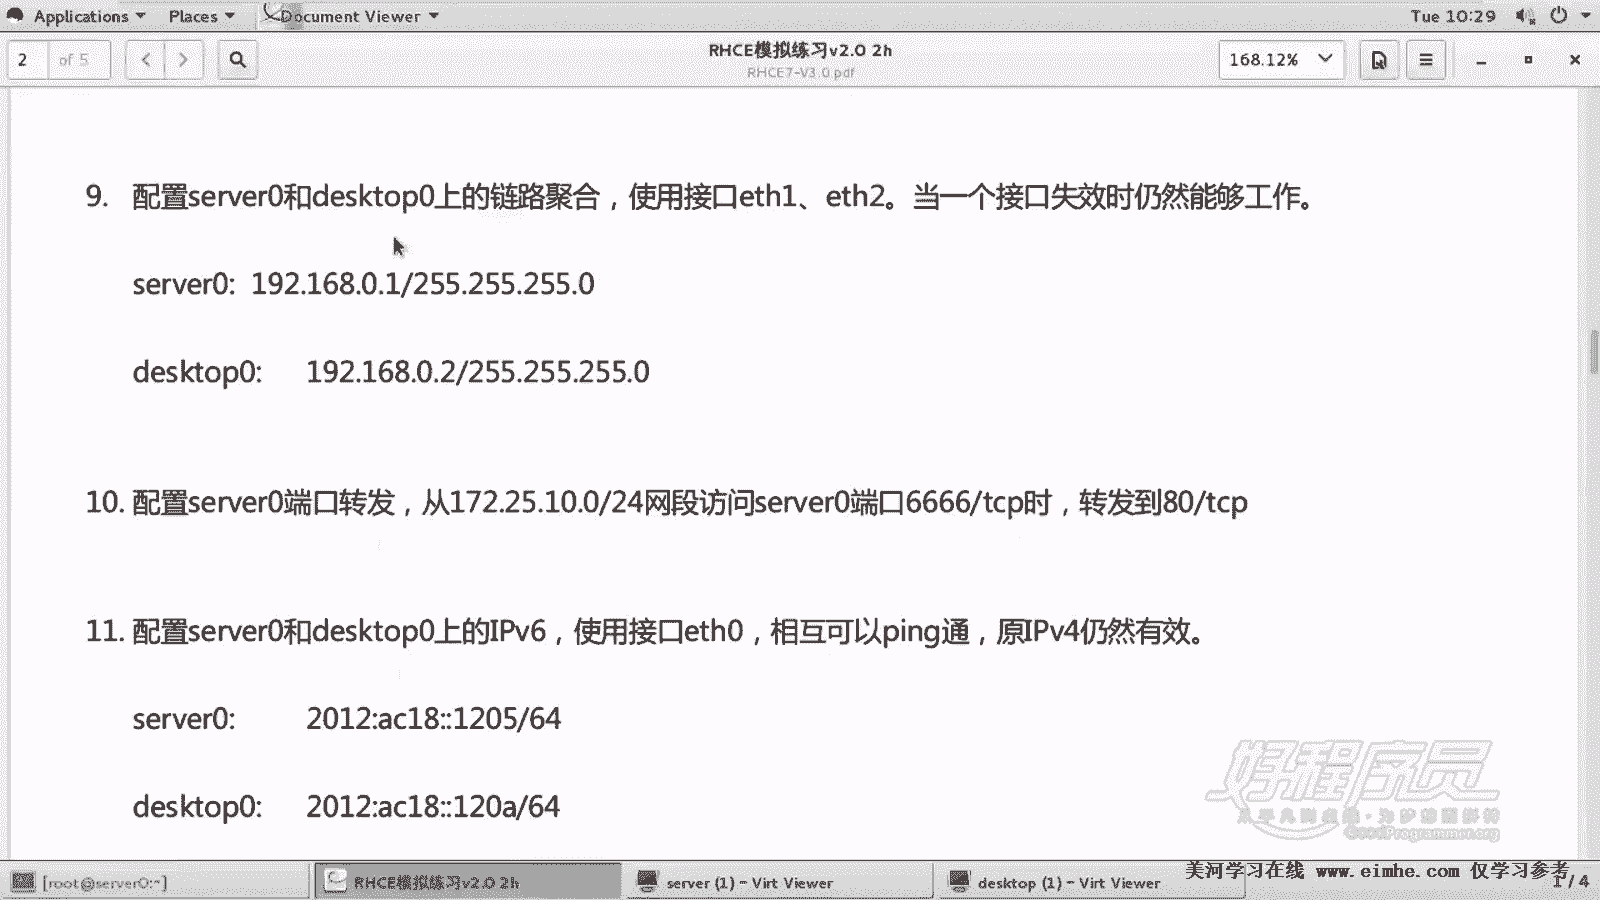 Applications Places Document Viewer Tue 10:29
2 of 5 RHCE模拟练习v2.0 2h 168.12%
RHCE7-V3.0.pdf
9. 配置server0和desktop0上的链路聚合，使用接口eth1、eth2。当一个接口失效时仍然能够工作。
server0: 192.168.0.1/255.255.255.0
desktop0: 192.168.0.2/255.255.255.0
10. 配置server0端口转发，从172.25.10.0/24网段访问server0端口6666/tcp时，转发到80/tcp
11. 配置server0和desktop0上的IPv6，使用接口eth0，相互可以ping通，原IPv4仍然有效。
server0: 2012:ac18::1205/64
desktop0: 2012:ac18::120a/64
好程序员
GoodProgrammer.org
美河学习在线 www.eimhe.com 仅学习参考
[root@server0:~] RHCE模拟练习v2.0 2h server (1) - Virt Viewer desktop (1) - Virt Viewer 1 / 4